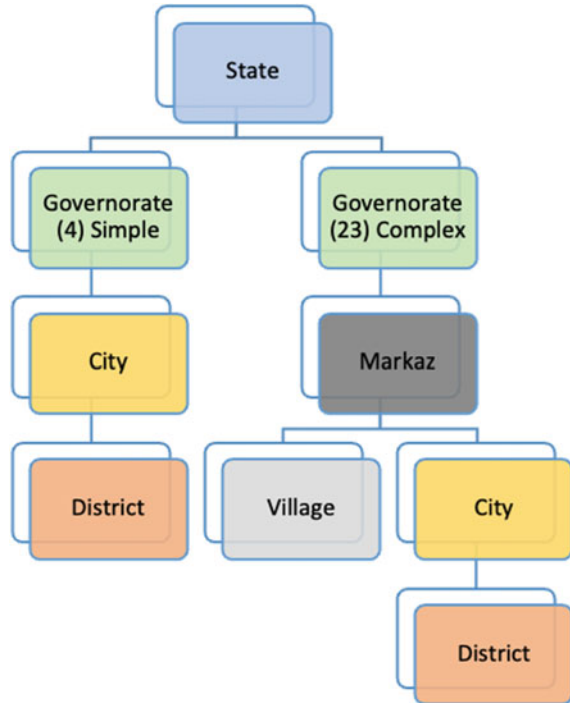 State
Governorate
(4) Simple
Governorate
(23) Complex
City
Markaz
District
Village
City
District